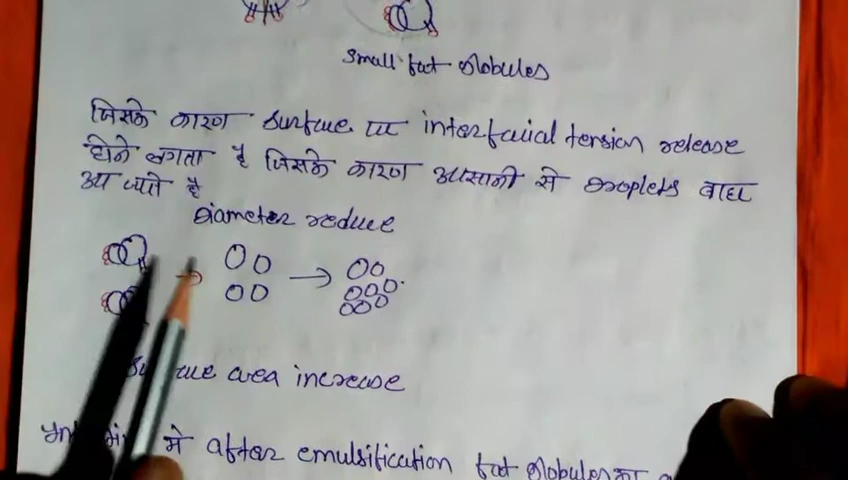 Small fat globules
जिसके कारण surface या interfacial tension release
होने लगता है जिसके कारण आसानी से Droplets बाहर
आ जाते है
Diameter reduce
Surface area increase
में after emulsification fat globules का